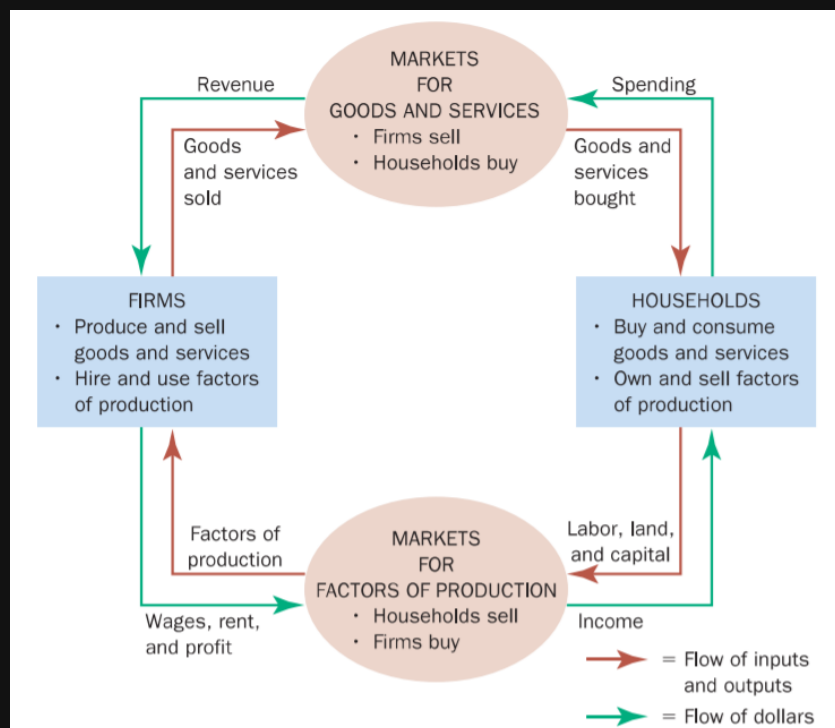 MARKETS
FOR
GOODS AND SERVICES
· Firms sell
· Households buy
Revenue
Spending
Goods
and services
sold
Goods and
services
bought
FIRMS
· Produce and sell
goods and services
· Hire and use factors
of production
HOUSEHOLDS
· Buy and consume
goods and services
· Own and sell factors
of production
Factors of
production
Labor, land,
and capital
MARKETS
FOR
FACTORS OF PRODUCTION
· Households sell
· Firms buy
Wages, rent,
and profit
Income
= Flow of inputs
and outputs
= Flow of dollars